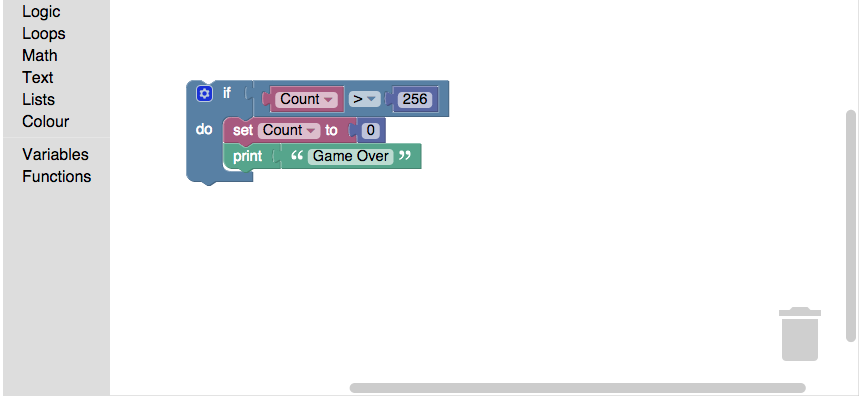 Logic
Loops
Math
Text
Lists
Colour
Variables
Functions
if Count > 256
do set Count to 0
print “ Game Over ”